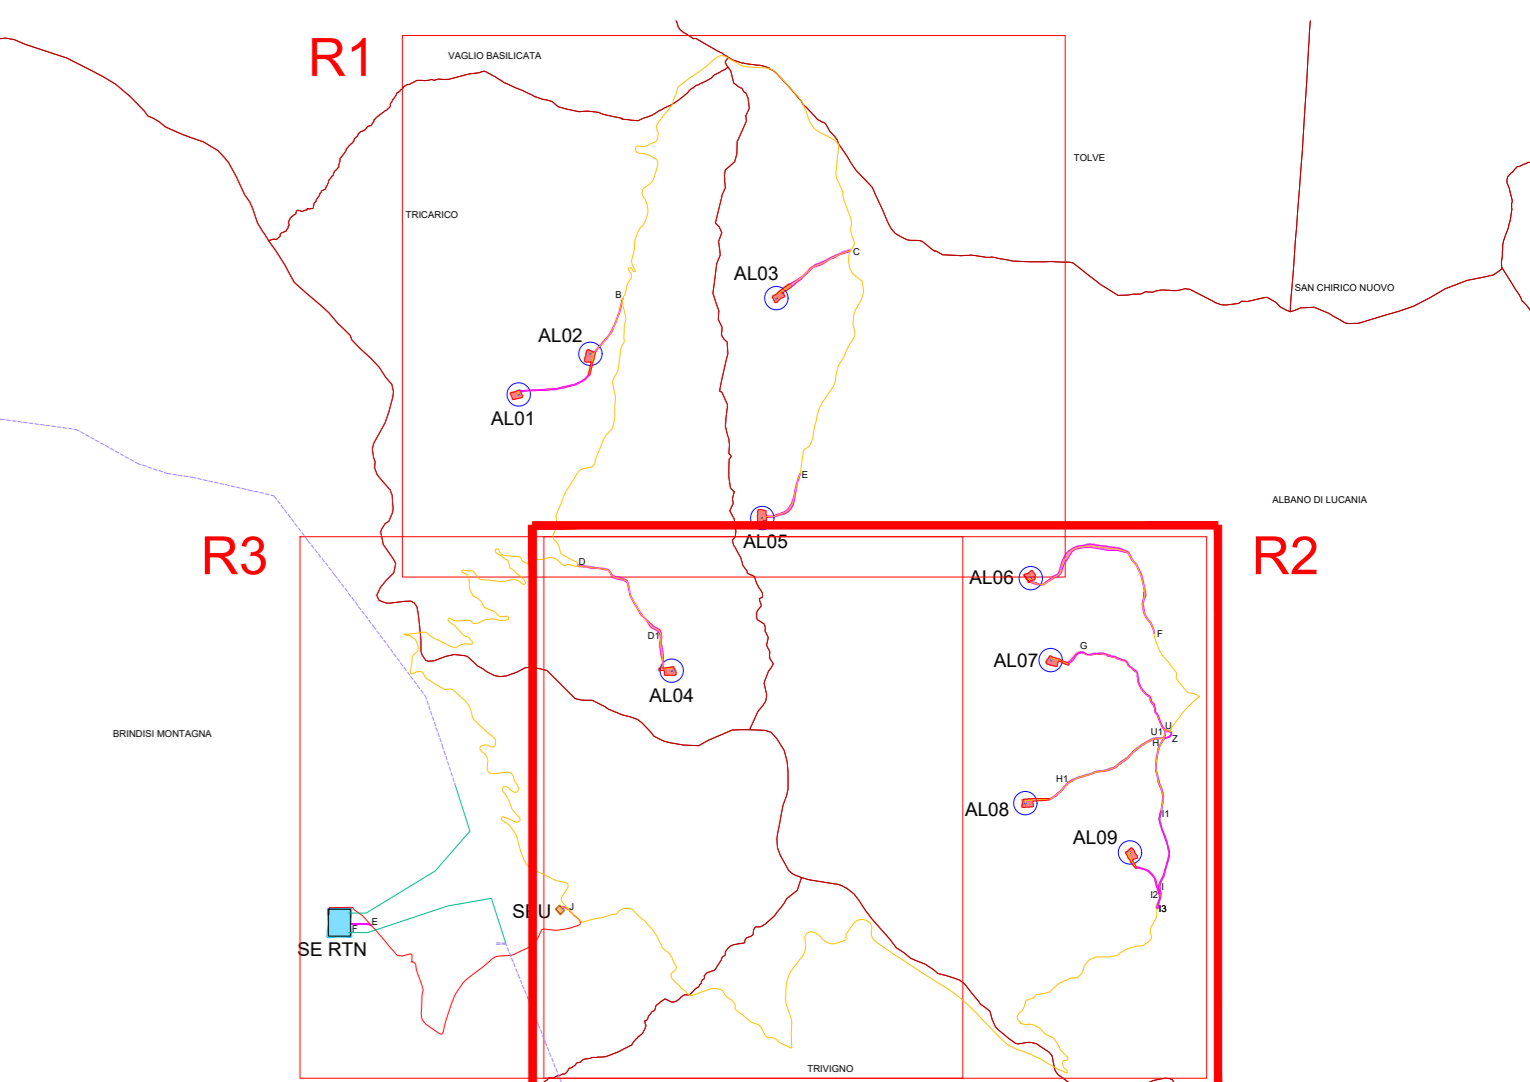 R1
VAGLIO BASILICATA
TOLVE
TRICARICO
C
AL03
SAN CHIRICO NUOVO
B
AL02
AL01
E
ALBANO DI LUCANIA
AL05
R3
R2
D
AL06
D1
F
G
AL07
AL04
U
U1
Z
H
BRINDISI MONTAGNA
H1
AL08
I1
AL09
I
I2
I3
J
E
F
SE RTN
TRIVIGNO